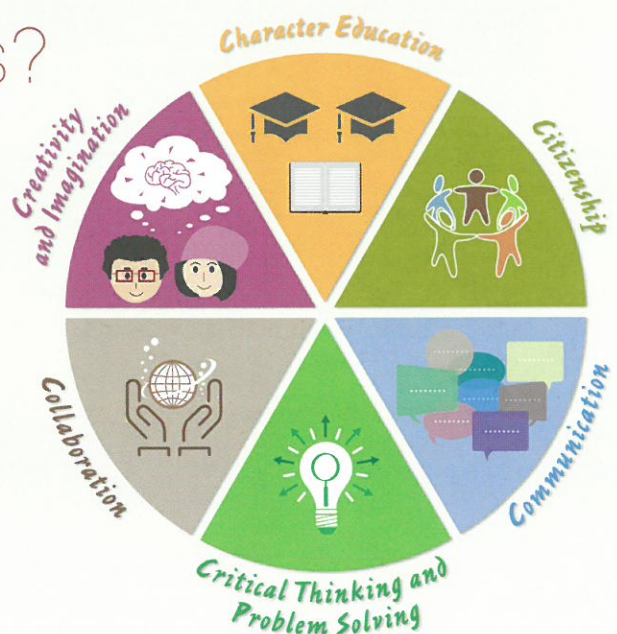 Character Education
Citizenship
Communication
Critical Thinking and
Problem Solving
Collaboration
Creativity
and Imagination